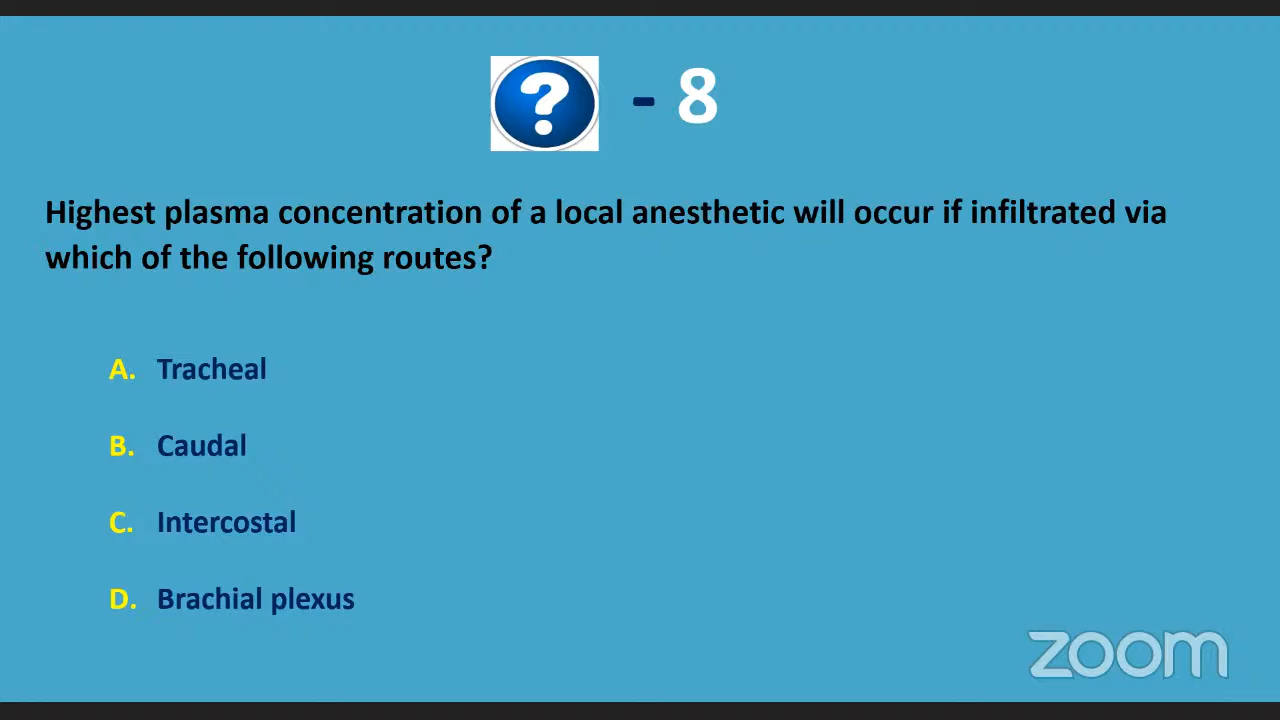 ? - 8
Highest plasma concentration of a local anesthetic will occur if infiltrated via
which of the following routes?
A. Tracheal
B. Caudal
C. Intercostal
D. Brachial plexus
zoom